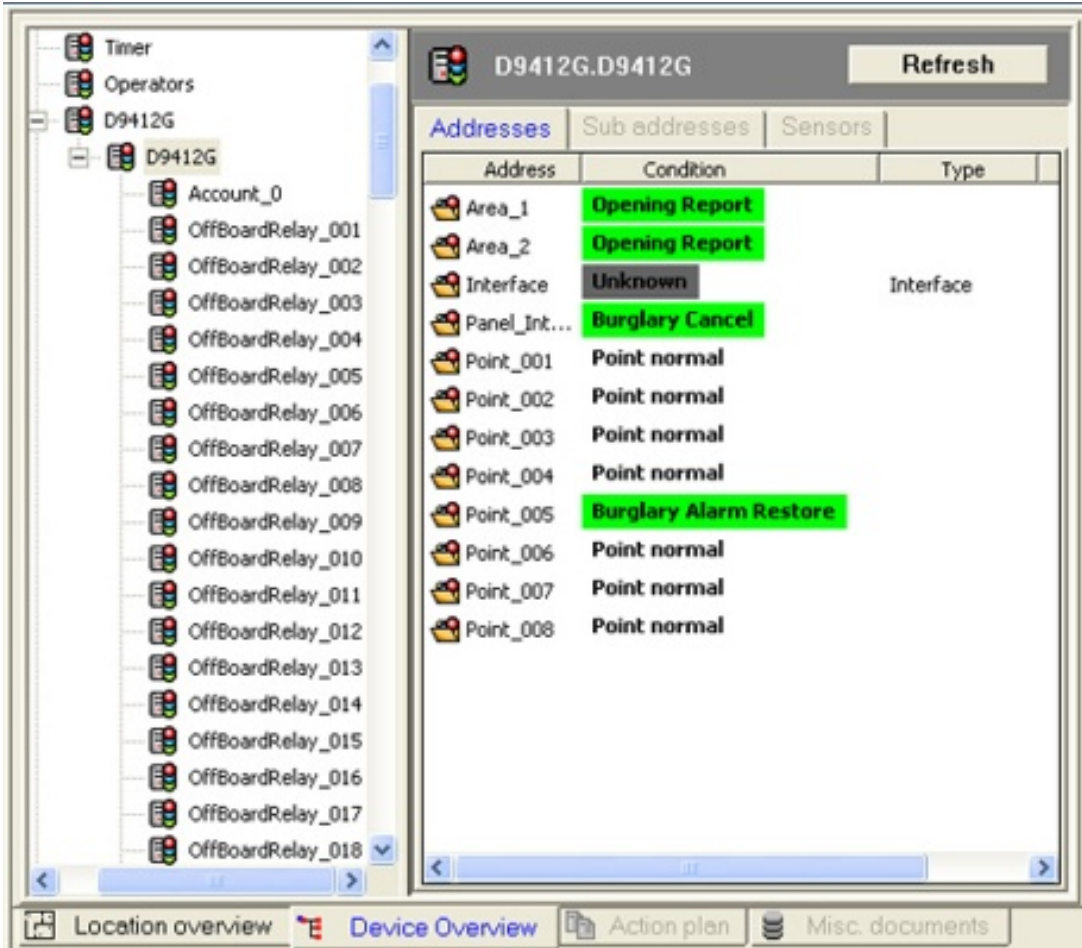 Timer
Operators
D9412G
D9412G
Account_0
OffBoardRelay_001
OffBoardRelay_002
OffBoardRelay_003
OffBoardRelay_004
OffBoardRelay_005
OffBoardRelay_006
OffBoardRelay_007
OffBoardRelay_008
OffBoardRelay_009
OffBoardRelay_010
OffBoardRelay_011
OffBoardRelay_012
OffBoardRelay_013
OffBoardRelay_014
OffBoardRelay_015
OffBoardRelay_016
OffBoardRelay_017
OffBoardRelay_018
D9412G.D9412G Refresh
Addresses Sub addresses Sensors
Address Condition Type
Area_1 Opening Report
Area_2 Opening Report
Interface Unknown Interface
Panel_Int... Burglary Cancel
Point_001 Point normal
Point_002 Point normal
Point_003 Point normal
Point_004 Point normal
Point_005 Burglary Alarm Restore
Point_006 Point normal
Point_007 Point normal
Point_008 Point normal
Location overview Device Overview Action plan Misc. documents